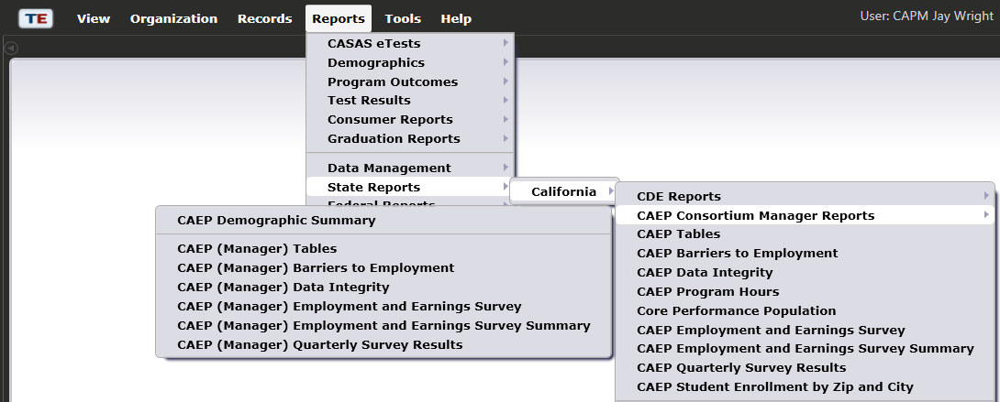 TE View Organization Records Reports Tools Help User: CAPM Jay Wright
CASAS eTests
Demographics
Program Outcomes
Test Results
Consumer Reports
Graduation Reports
Data Management
State Reports
Federal Reports
California
CDE Reports
CAEP Consortium Manager Reports
CAEP Tables
CAEP Barriers to Employment
CAEP Data Integrity
CAEP Program Hours
Core Performance Population
CAEP Employment and Earnings Survey
CAEP Employment and Earnings Survey Summary
CAEP Quarterly Survey Results
CAEP Student Enrollment by Zip and City
CAEP Demographic Summary
CAEP (Manager) Tables
CAEP (Manager) Barriers to Employment
CAEP (Manager) Data Integrity
CAEP (Manager) Employment and Earnings Survey
CAEP (Manager) Employment and Earnings Survey Summary
CAEP (Manager) Quarterly Survey Results